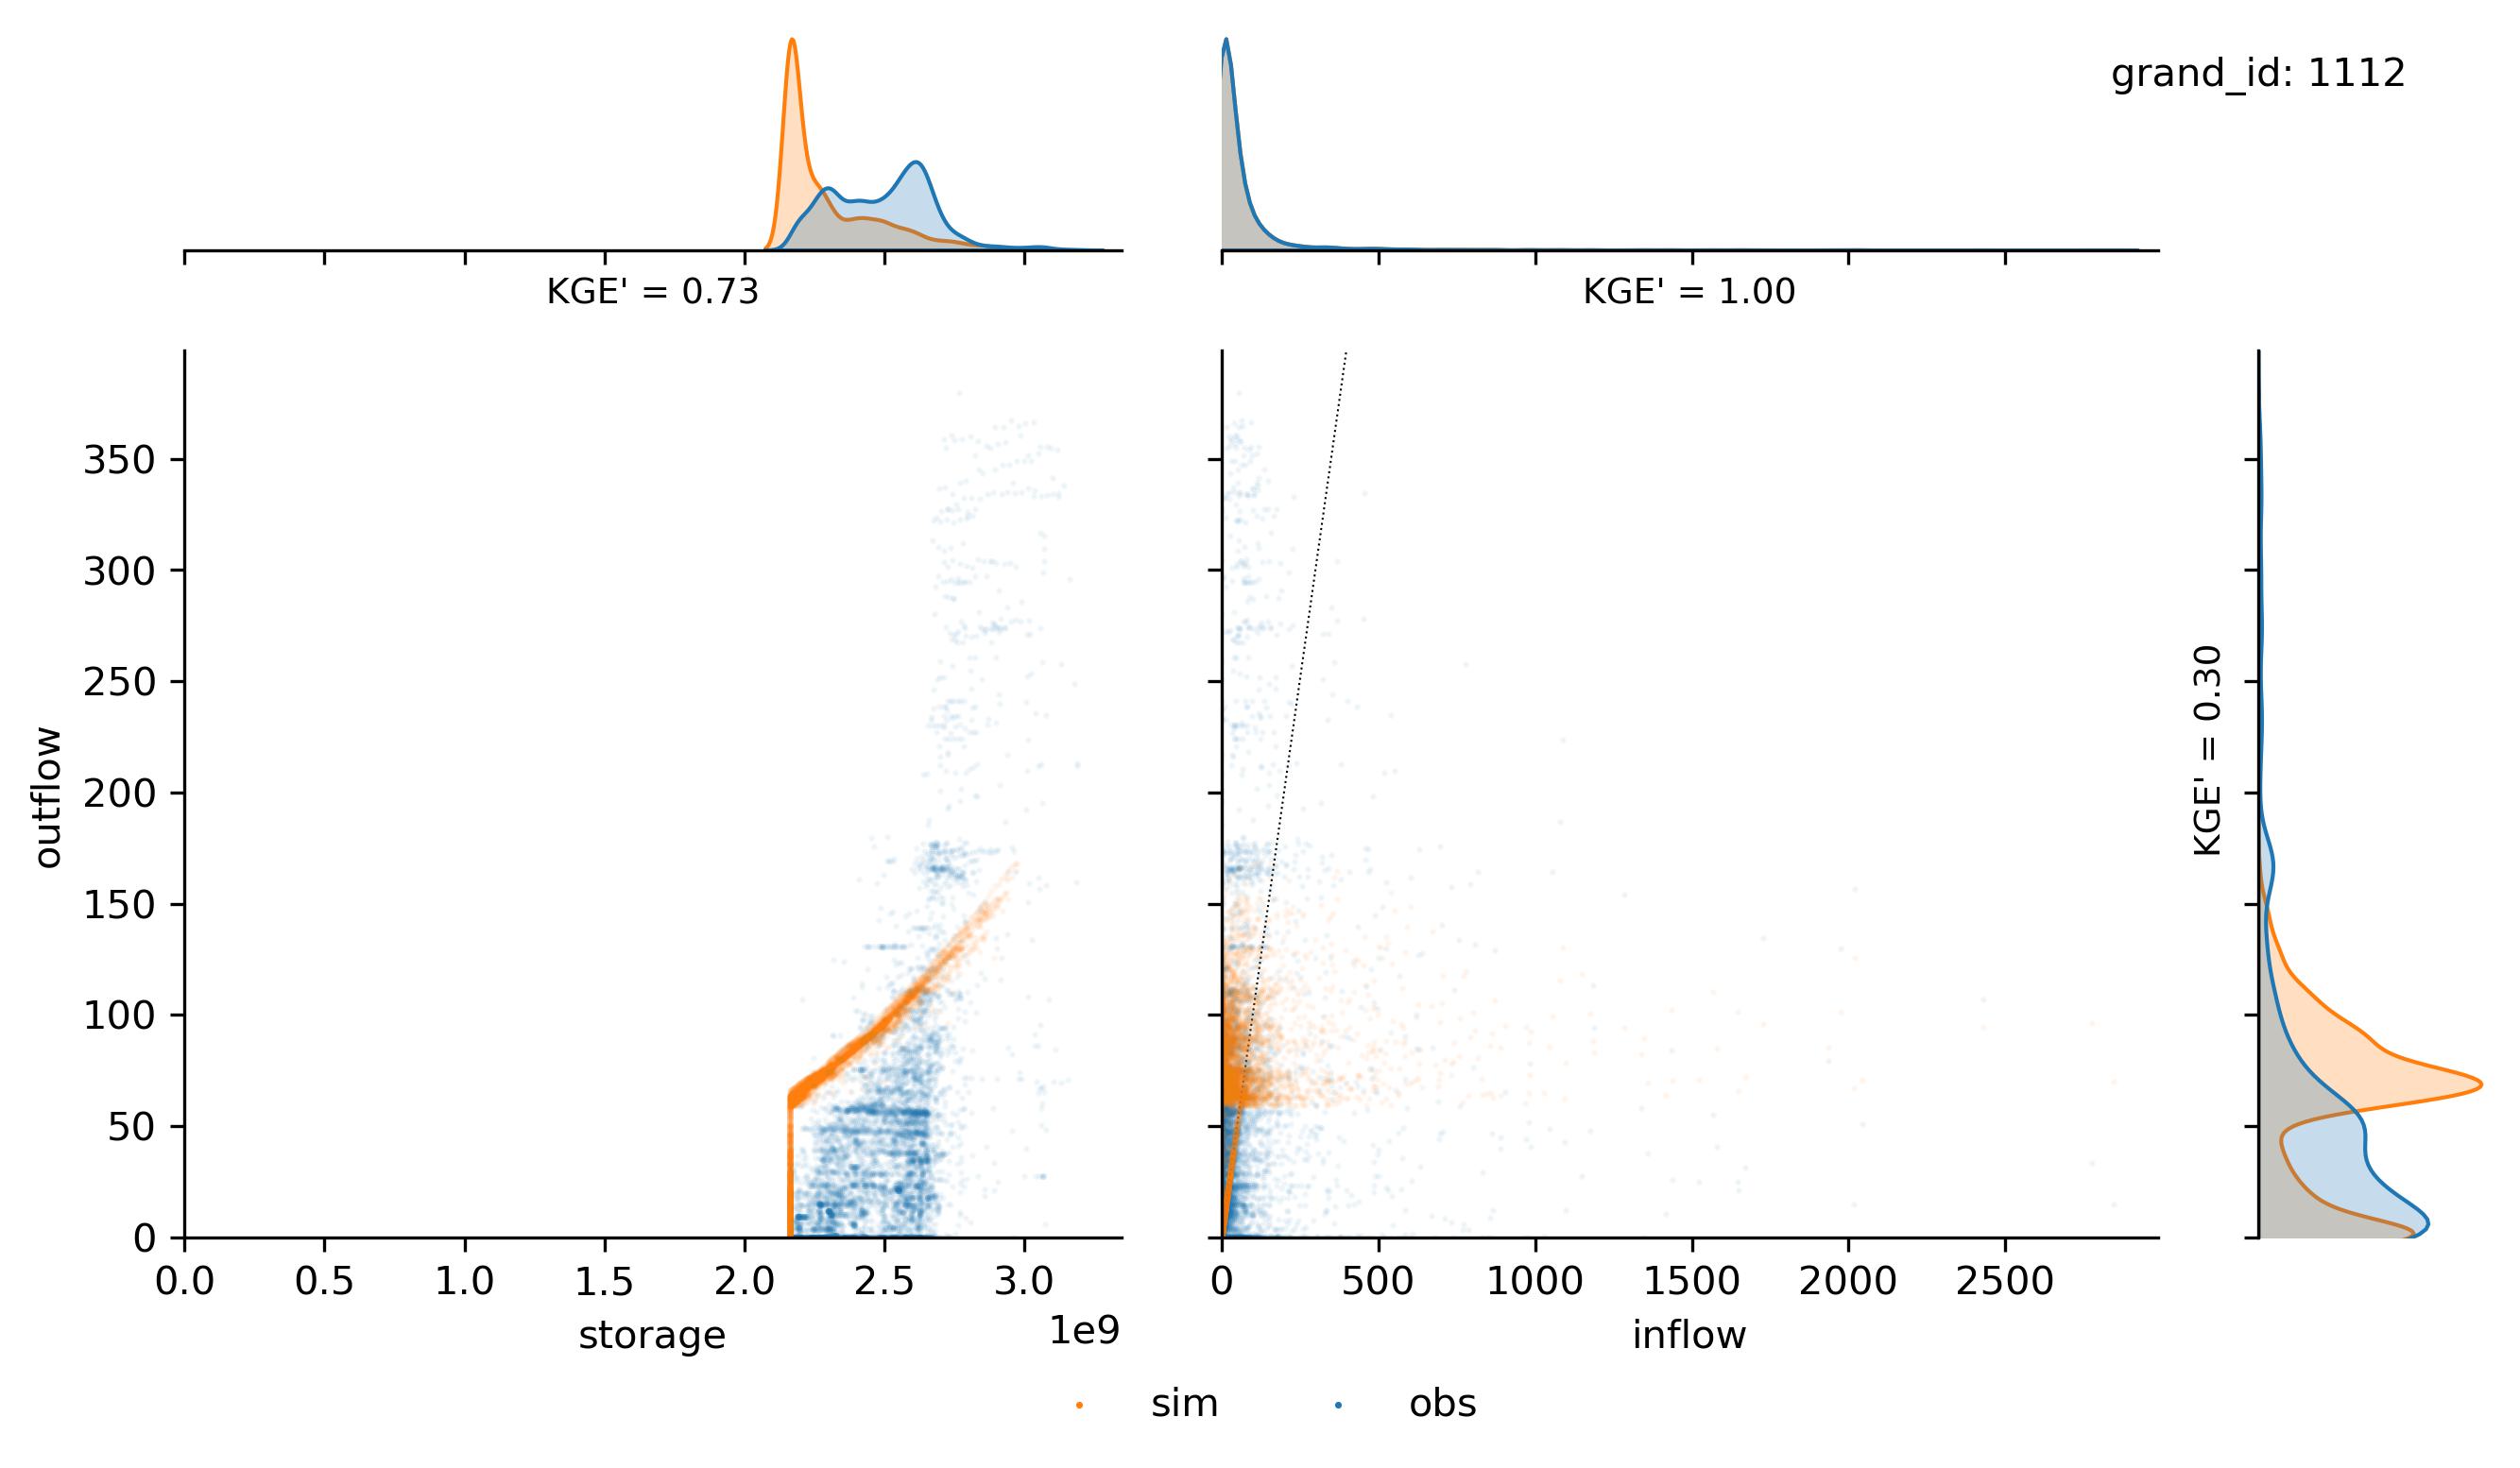 grand_id: 1112
KGE' = 0.73
KGE' = 1.00
outflow
350
300
250
200
150
100
50
0
KGE' = 0.30
0.0 0.5 1.0 1.5 2.0 2.5 3.0
0 500 1000 1500 2000 2500
storage
1e9
inflow
sim obs